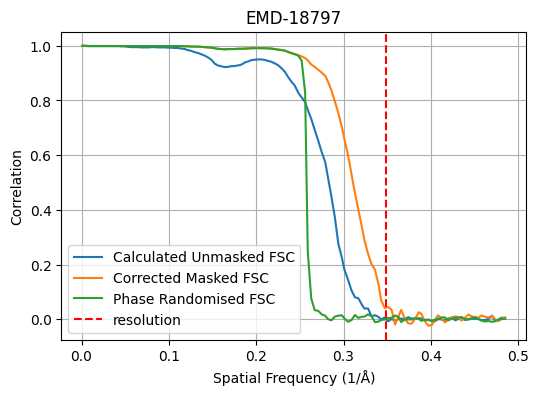 EMD-18797
1.0
0.8
0.6
0.4
0.2
0.0
Correlation
Calculated Unmasked FSC
Corrected Masked FSC
Phase Randomised FSC
resolution
0.0 0.1 0.2 0.3 0.4 0.5
Spatial Frequency (1/Å)